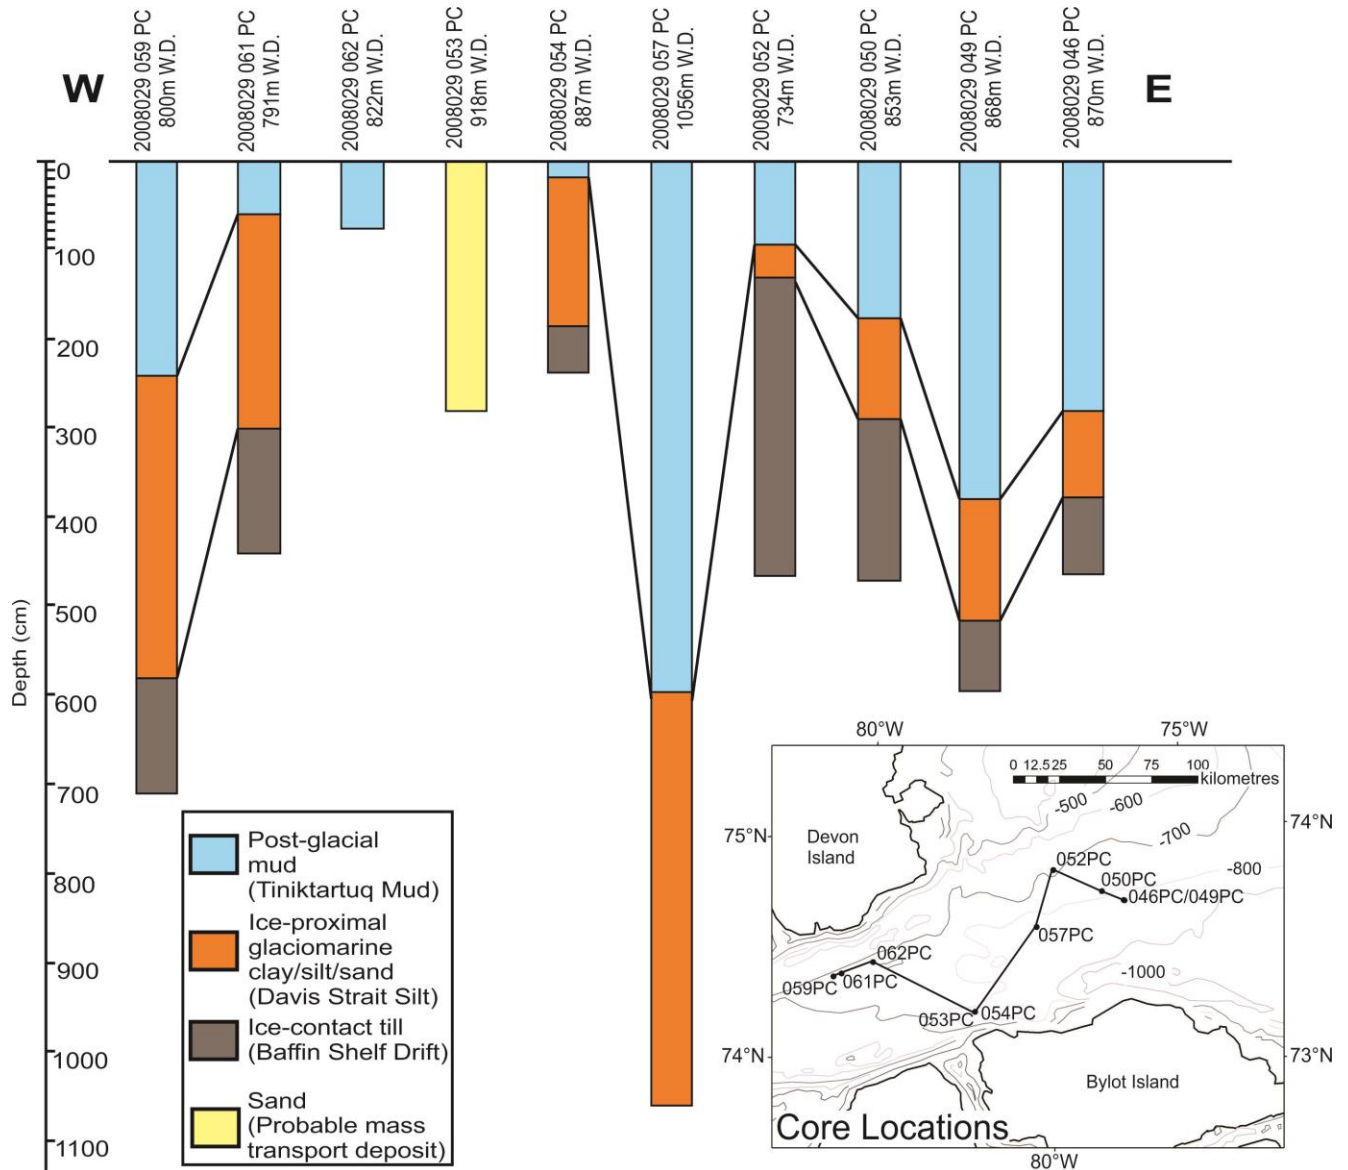 2008029 059 PC
800m W.D.
2008029 061 PC
791m W.D.
2008029 062 PC
822m W.D.
2008029 053 PC
918m W.D.
2008029 054 PC
887m W.D.
2008029 057 PC
1056m W.D.
2008029 052 PC
734m W.D.
2008029 050 PC
853m W.D.
2008029 049 PC
868m W.D.
2008029 046 PC
870m W.D.
W
E
0
100
200
300
400
500
600
700
800
900
1000
1100
Depth (cm)
Post-glacial
mud
(Tiniktartuq Mud)
Ice-proximal
glaciomarine
clay/silt/sand
(Davis Strait Silt)
Ice-contact till
(Baffin Shelf Drift)
Sand
(Probable mass
transport deposit)
80°W
75°W
0 12.5 25 50 75 100
kilometres
-500
-600
-700
-800
-1000
75°N
74°N
74°N
73°N
Devon
Island
052PC
050PC
046PC/049PC
057PC
062PC
059PC
061PC
053PC
054PC
Bylot Island
Core Locations
80°W